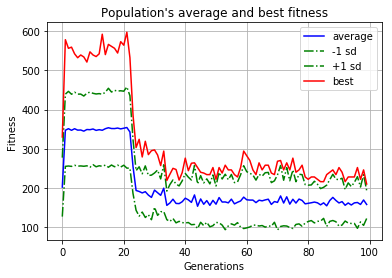 Population's average and best fitness
Fitness
600
500
400
300
200
100
average
-1 sd
+1 sd
best
0 20 40 60 80 100
Generations